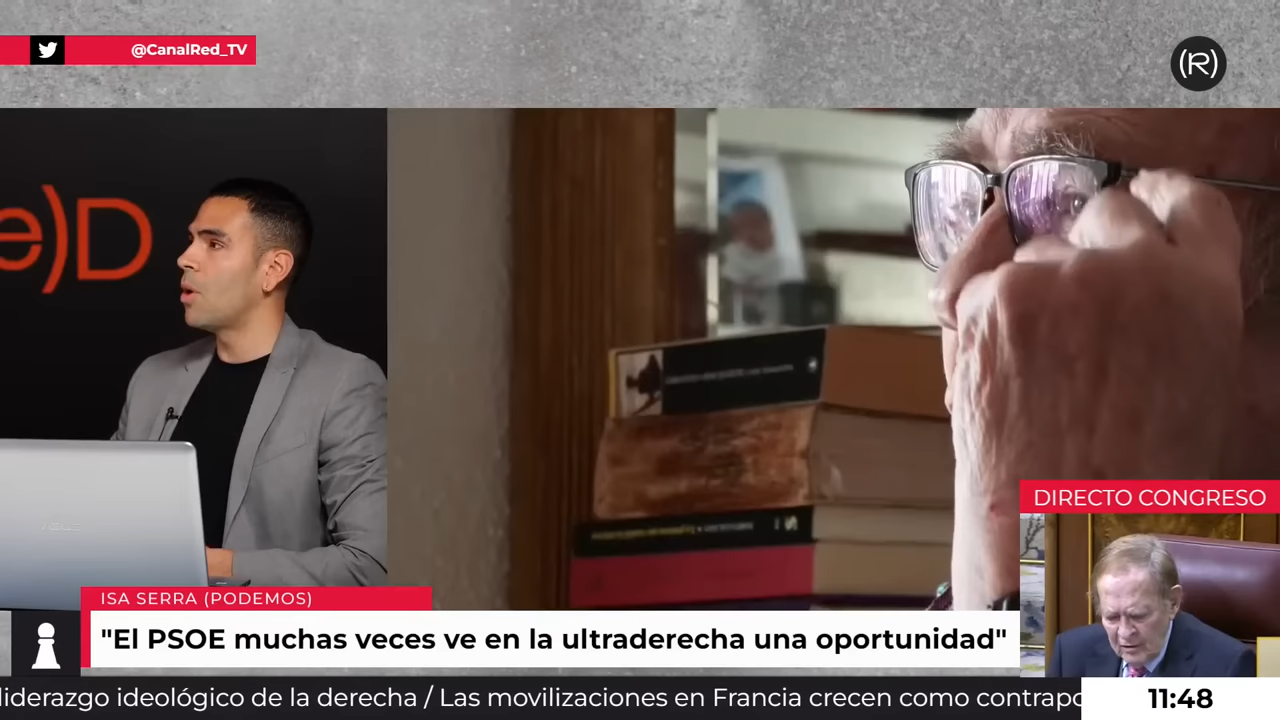 @CanalRed_TV
(R)
e)D
DIRECTO CONGRESO
ISA SERRA (PODEMOS)
"El PSOE muchas veces ve en la ultraderecha una oportunidad"
liderazgo ideológico de la derecha / Las movilizaciones en Francia crecen como contrapo
11:48